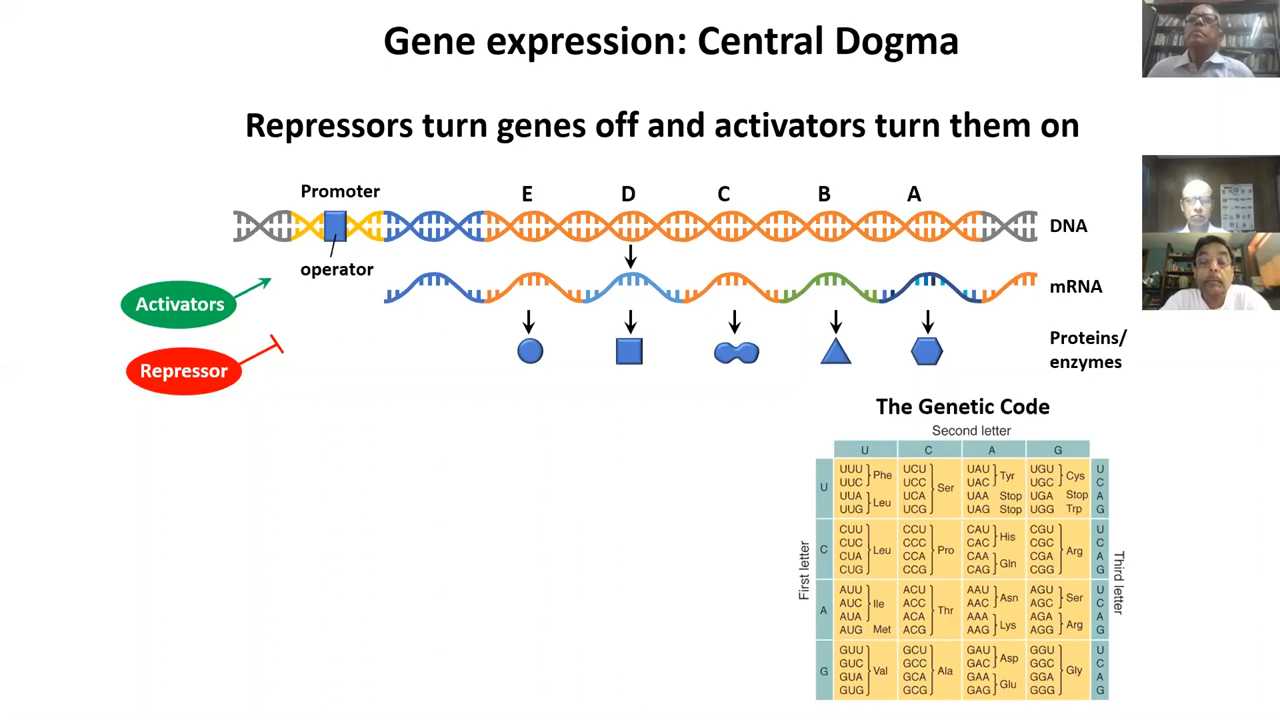 Gene expression: Central Dogma
Repressors turn genes off and activators turn them on
Promoter
E D C B A
DNA
operator
Activators
mRNA
Repressor
Proteins/
enzymes
The Genetic Code
Second letter
U C A G
First letter
Third letter
U
UUU UCU UAU UGU U
UUC Phe UCC UAC Tyr UGC Cys C
UUA UCA Ser UAA Stop UGA Stop A
UUG Leu UCG UAG Stop UGG Trp G
C
CUU CCU CAU CGU U
CUC CCC CAC His CGC C
CUA Leu CCA Pro CAA CGA Arg A
CUG CCG CAG Gln CGG G
A
AUU ACU AAU AGU U
AUC Ile ACC AAC Asn AGC Ser C
AUA ACA Thr AAA AGA A
AUG Met ACG AAG Lys AGG Arg G
G
GUU GCU GAU GGU U
GUC GCC GAC Asp GGC C
GUA Val GCA Ala GAA GGA Gly A
GUG GCG GAG Glu GGG G